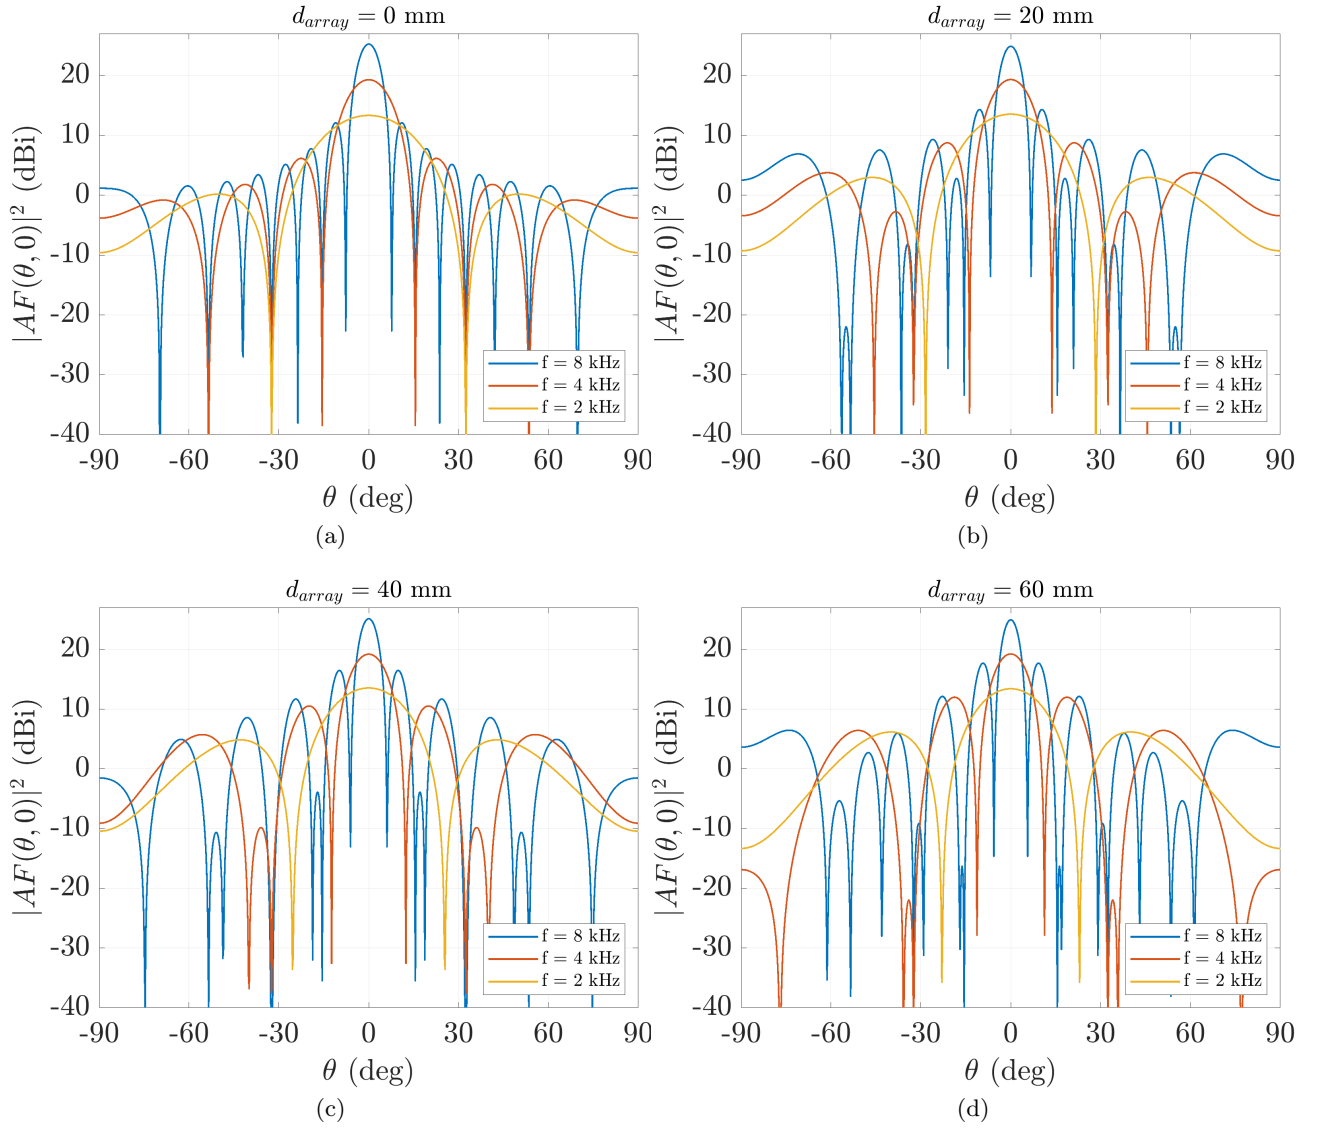 d_array = 0 mm
|AF(θ, 0)|² (dBi)
20
10
0
-10
-20
-30
-40
f = 8 kHz
f = 4 kHz
f = 2 kHz
-90 -60 -30 0 30 60 90
θ (deg)
(a)
d_array = 20 mm
|AF(θ, 0)|² (dBi)
20
10
0
-10
-20
-30
-40
f = 8 kHz
f = 4 kHz
f = 2 kHz
-90 -60 -30 0 30 60 90
θ (deg)
(b)
d_array = 40 mm
|AF(θ, 0)|² (dBi)
20
10
0
-10
-20
-30
-40
f = 8 kHz
f = 4 kHz
f = 2 kHz
-90 -60 -30 0 30 60 90
θ (deg)
(c)
d_array = 60 mm
|AF(θ, 0)|² (dBi)
20
10
0
-10
-20
-30
-40
f = 8 kHz
f = 4 kHz
f = 2 kHz
-90 -60 -30 0 30 60 90
θ (deg)
(d)